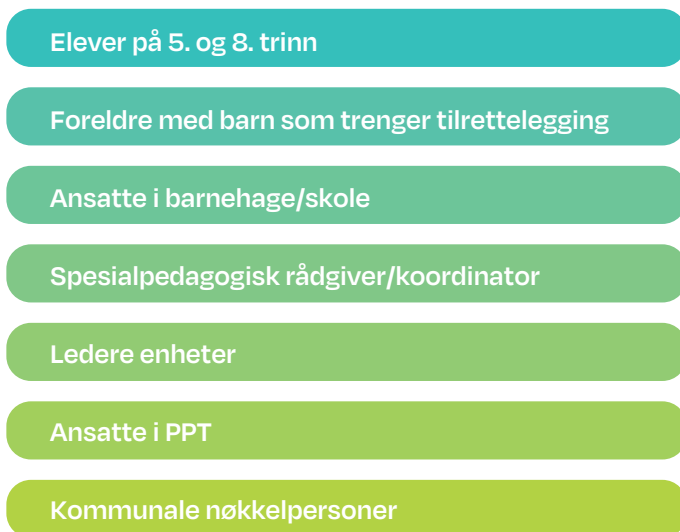 Elever på 5. og 8. trinn
Foreldre med barn som trenger tilrettelegging
Ansatte i barnehage/skole
Spesialpedagogisk rådgiver/koordinator
Ledere enheter
Ansatte i PPT
Kommunale nøkkelpersoner